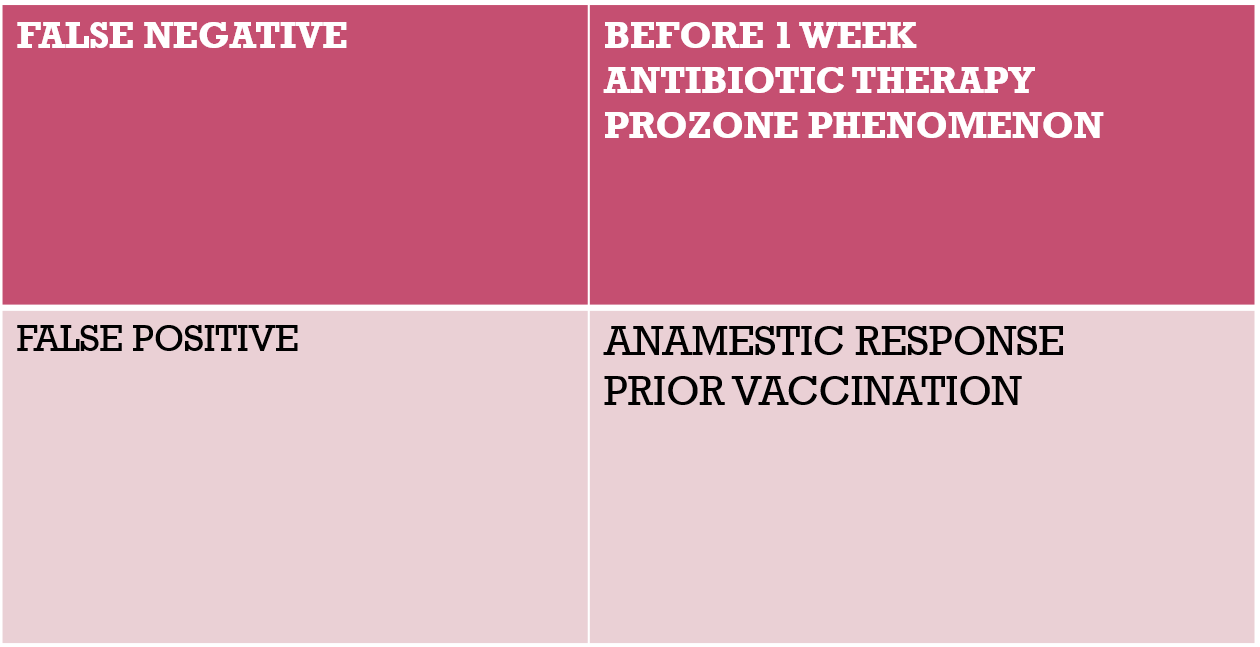 FALSE NEGATIVE
BEFORE 1 WEEK
ANTIBIOTIC THERAPY
PROZONE PHENOMENON
FALSE POSITIVE
ANAMESTIC RESPONSE
PRIOR VACCINATION